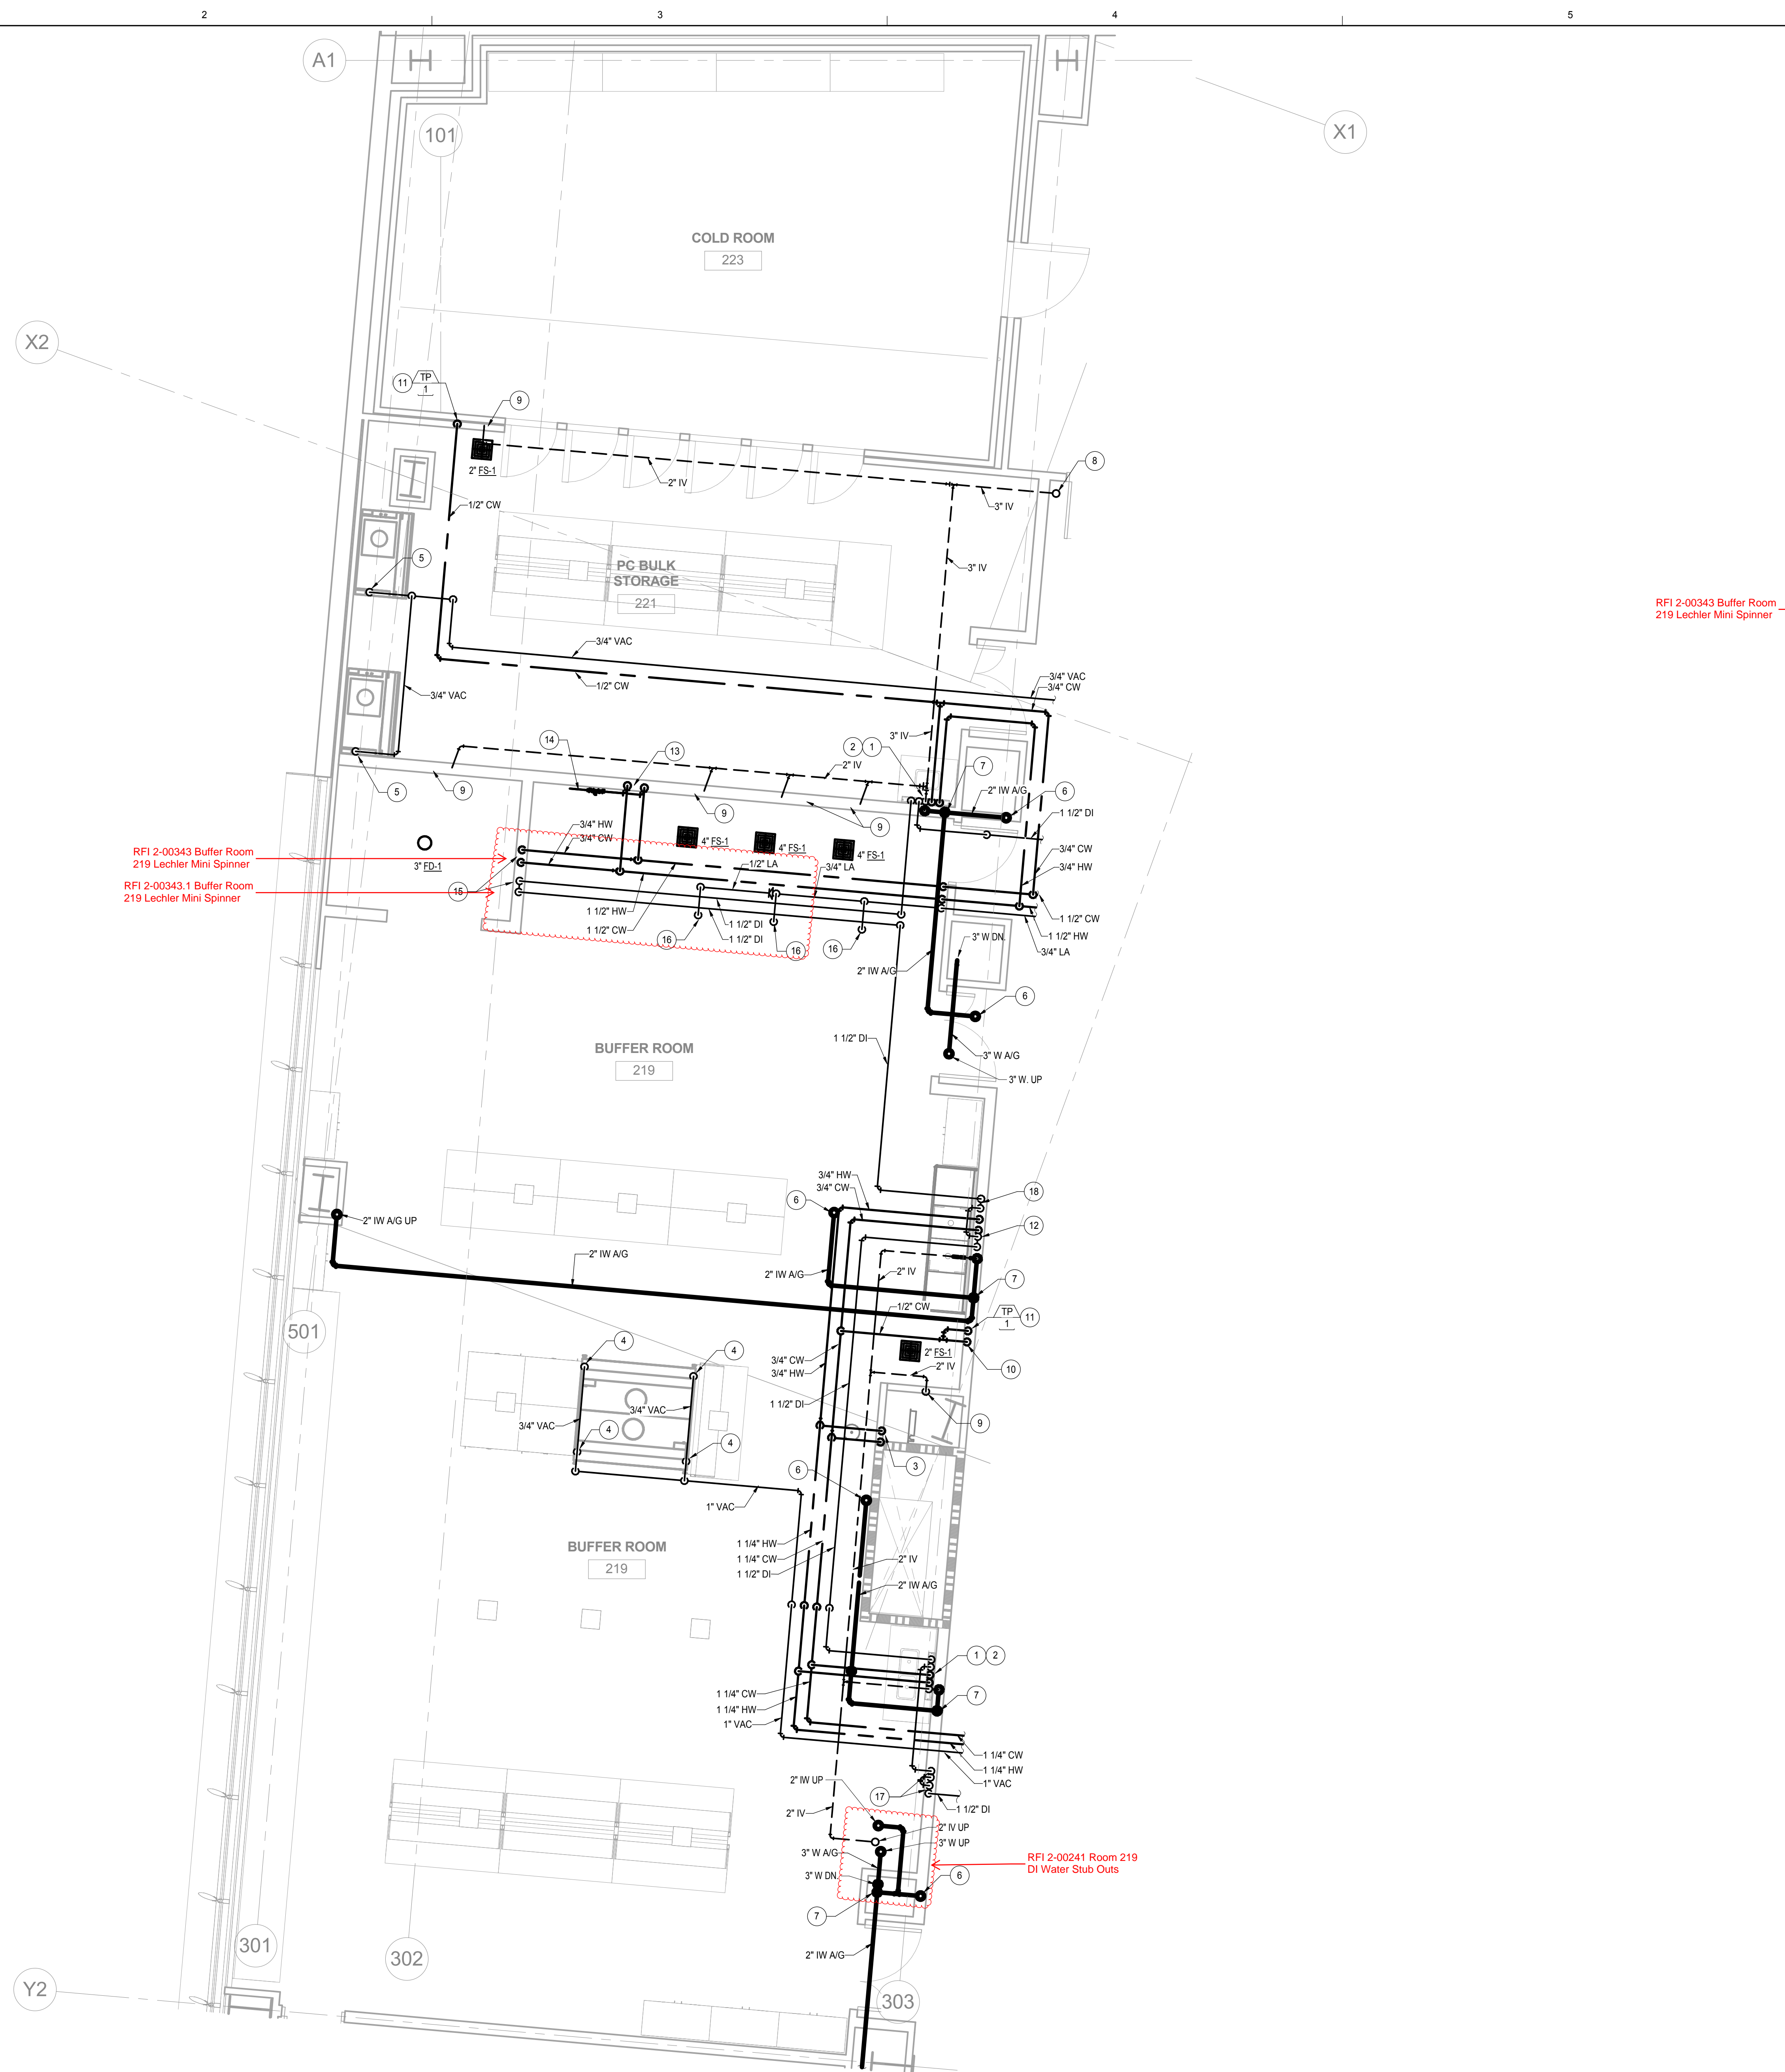 2
3
4
5
A1
X1
101
COLD ROOM
223
X2
11
TP
1
9
8
2" FS-1
2" IV
3" IV
1/2" CW
3" IV
5
PC BULK
STORAGE
221
RFI 2-00343 Buffer Room
219 Lechler Mini Spinner
3/4" VAC
3/4" VAC
3/4" CW
1/2" CW
3/4" VAC
3" IV
14
13
2
1
2" IV
7
5
9
9
9
2" IW A/G
6
1 1/2" DI
3/4" HW
3/4" CW
4" FS-1
4" FS-1
4" FS-1
3" FD-1
3/4" CW
3/4" HW
RFI 2-00343 Buffer Room
219 Lechler Mini Spinner
1/2" LA
3/4" LA
RFI 2-00343.1 Buffer Room
219 Lechler Mini Spinner
15
1 1/2" HW
1 1/2" CW
1 1/2" DI
1 1/2" DI
16
16
16
1 1/2" CW
1 1/2" HW
3/4" LA
3" W DN.
2" IW A/G
6
1 1/2" DI
BUFFER ROOM
219
3" W A/G
3" W. UP
3/4" HW
3/4" CW
18
6
12
2" IW A/G UP
2" IW A/G
2" IW A/G
2" IV
7
1/2" CW
TP
1
11
501
4
4
2" FS-1
10
3/4" CW
3/4" HW
2" IV
3/4" VAC
3/4" VAC
1 1/2" DI
9
4
4
3
6
1" VAC
1 1/4" HW
1 1/4" CW
1 1/2" DI
BUFFER ROOM
219
2" IV
2" IW A/G
1
2
1 1/4" CW
1 1/4" HW
1" VAC
7
1 1/4" CW
1 1/4" HW
1" VAC
2" IW UP
17
1 1/2" DI
2" IV
2" IV UP
3" W UP
3" W A/G
RFI 2-00241 Room 219
DI Water Stub Outs
3" W DN.
6
7
301
302
2" IW A/G
Y2
303